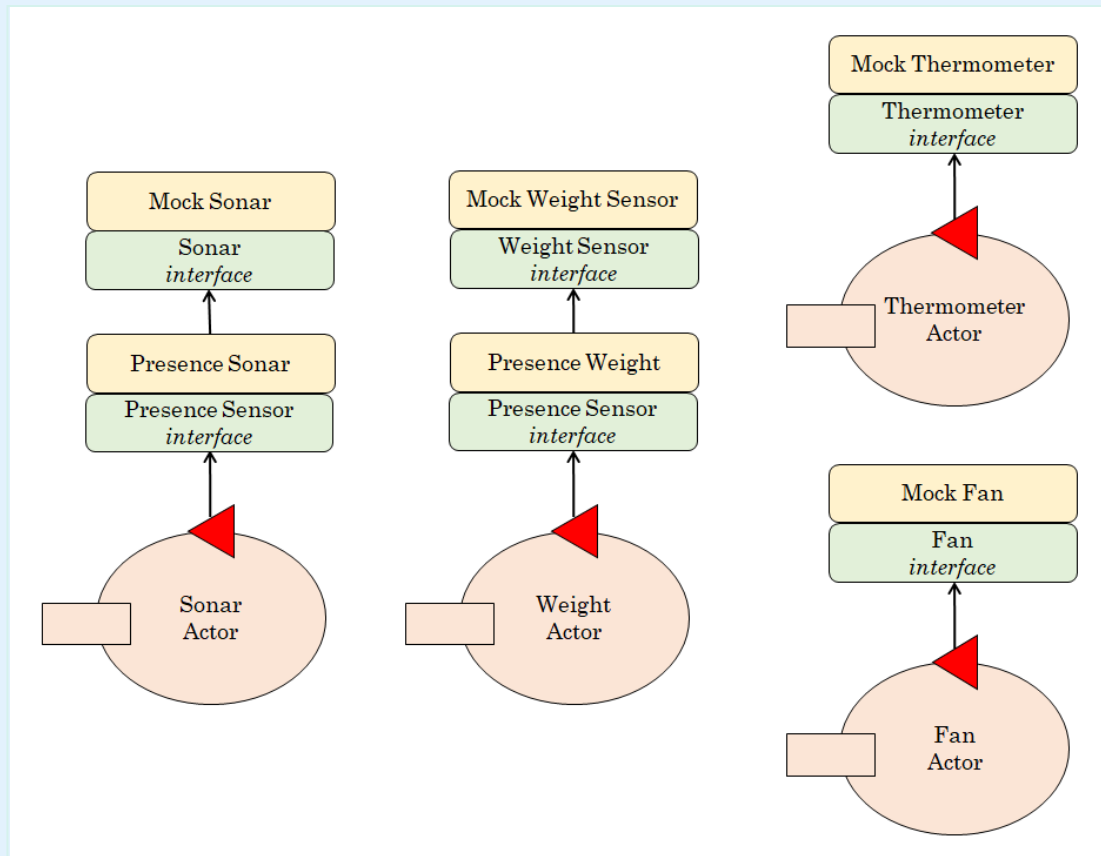 Mock Sonar
Sonar
interface
Presence Sonar
Presence Sensor
interface
Sonar
Actor
Mock Weight Sensor
Weight Sensor
interface
Presence Weight
Presence Sensor
interface
Weight
Actor
Mock Thermometer
Thermometer
interface
Thermometer
Actor
Mock Fan
Fan
interface
Fan
Actor